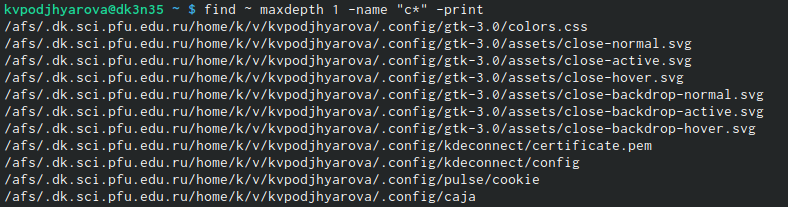 kvpodjhyarova@dk3n35 ~ $ find ~ maxdepth 1 -name "c*" -print
/afs/.dk.sci.pfu.edu.ru/home/k/v/kvpodjhyarova/.config/gtk-3.0/colors.css
/afs/.dk.sci.pfu.edu.ru/home/k/v/kvpodjhyarova/.config/gtk-3.0/assets/close-normal.svg
/afs/.dk.sci.pfu.edu.ru/home/k/v/kvpodjhyarova/.config/gtk-3.0/assets/close-active.svg
/afs/.dk.sci.pfu.edu.ru/home/k/v/kvpodjhyarova/.config/gtk-3.0/assets/close-hover.svg
/afs/.dk.sci.pfu.edu.ru/home/k/v/kvpodjhyarova/.config/gtk-3.0/assets/close-backdrop-normal.svg
/afs/.dk.sci.pfu.edu.ru/home/k/v/kvpodjhyarova/.config/gtk-3.0/assets/close-backdrop-active.svg
/afs/.dk.sci.pfu.edu.ru/home/k/v/kvpodjhyarova/.config/gtk-3.0/assets/close-backdrop-hover.svg
/afs/.dk.sci.pfu.edu.ru/home/k/v/kvpodjhyarova/.config/kdeconnect/certificate.pem
/afs/.dk.sci.pfu.edu.ru/home/k/v/kvpodjhyarova/.config/kdeconnect/config
/afs/.dk.sci.pfu.edu.ru/home/k/v/kvpodjhyarova/.config/pulse/cookie
/afs/.dk.sci.pfu.edu.ru/home/k/v/kvpodjhyarova/.config/caja